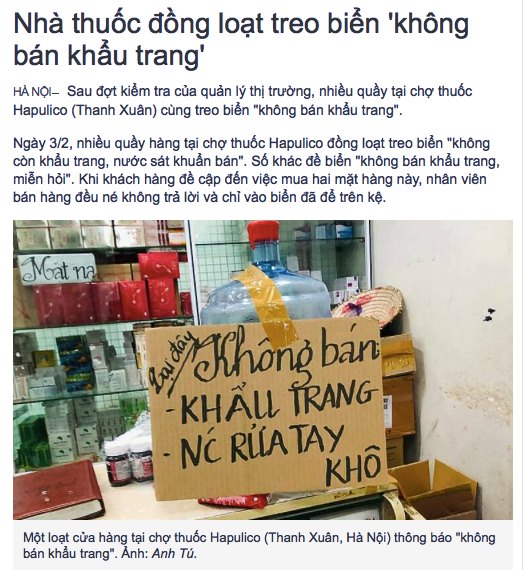 Nhà thuốc đồng loạt treo biển 'không
bán khẩu trang'
HÀ NỘI– Sau đợt kiểm tra của quản lý thị trường, nhiều quầy tại chợ thuốc
Hapulico (Thanh Xuân) cùng treo biển "không bán khẩu trang".
Ngày 3/2, nhiều quầy hàng tại chợ thuốc Hapulico đồng loạt treo biển "không
còn khẩu trang, nước sát khuẩn bán". Số khác đề biển "không bán khẩu trang,
miễn hỏi". Khi khách hàng đề cập đến việc mua hai mặt hàng này, nhân viên
bán hàng đều né không trả lời và chỉ vào biển đã để trên kệ.
Mặt nạ
Tại đây
Không bán
- KHẨU TRANG
- NC RỬA TAY
KHÔ
Một loạt cửa hàng tại chợ thuốc Hapulico (Thanh Xuân, Hà Nội) thông báo "không
bán khẩu trang". Ảnh: Anh Tú.